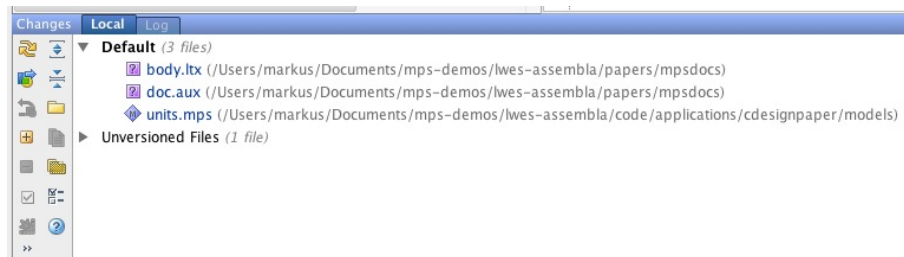 Changes Local Log
Default (3 files)
body.ltx (/Users/markus/Documents/mps-demos/lwes-assembla/papers/mpsdocs)
doc.aux (/Users/markus/Documents/mps-demos/lwes-assembla/papers/mpsdocs)
units.mps (/Users/markus/Documents/mps-demos/lwes-assembla/code/applications/cdesignpaper/models)
Unversioned Files (1 file)